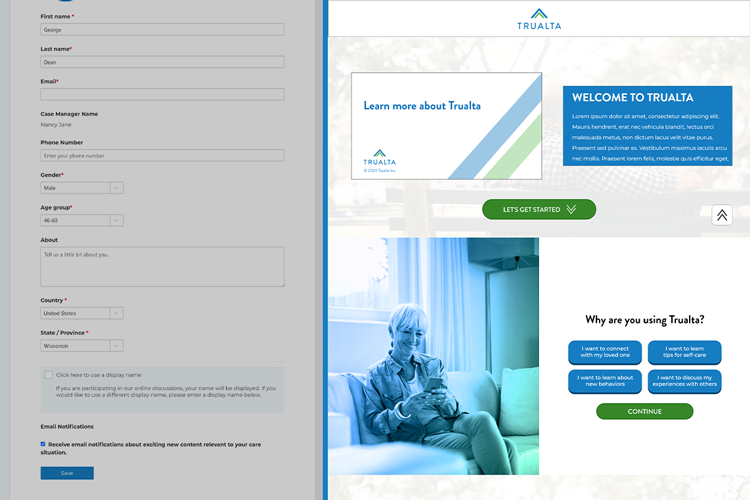 First name *
George
Last name*
Dean
Email*
Case Manager Name
Nancy Jane
Phone Number
Enter your phone number
Gender*
Male
Age group*
46-63
About
Tell us a little bit about you..
Country *
United States
State / Province *
Wisconsin
Click here to use a display name
If you are participating in our online discussions, your name will be displayed. If you
would like to use a different display name, please enter a display name below.
Email Notifications
Receive email notifications about exciting new content relevant to your care
situation.
Save
TRUALTA
Learn more about Trualta
TRUALTA
© 2020 Trualta Inc.
WELCOME TO TRUALTA
Lorem ipsum dolor sit amet, consectetur adipiscing elit.
Mauris hendrerit, erat nec vehicula blandit, lectus orci
malesuada metus, non dictum lacus velit vitae purus.
Praesent sed pulvinar ex. Vestibulum maximus iaculis arcu
nec mollis. Praesent lorem felis, molestie quis efficitur eget,
LET'S GET STARTED
Why are you using Trualta?
I want to connect
with my loved one
I want to learn
tips for self-care
I want to learn about
new behaviors
I want to discuss my
experiences with others
CONTINUE